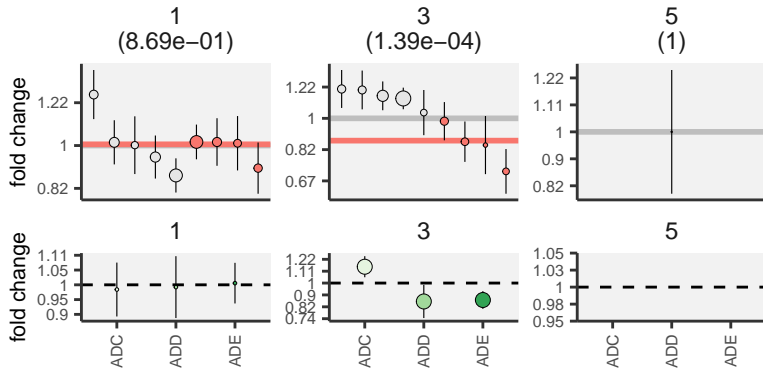 1
(8.69e−01)
3
(1.39e−04)
5
(1)
fold change
1.22
1
0.82
1.22
1
0.82
0.67
1.22
1.11
1
0.9
0.82
1
3
5
fold change
1.11
1.05
1
0.95
0.9
1.22
1.11
1
0.9
0.82
0.74
1.05
1.03
1
0.98
0.95
ADC
ADD
ADE
ADC
ADD
ADE
ADC
ADD
ADE